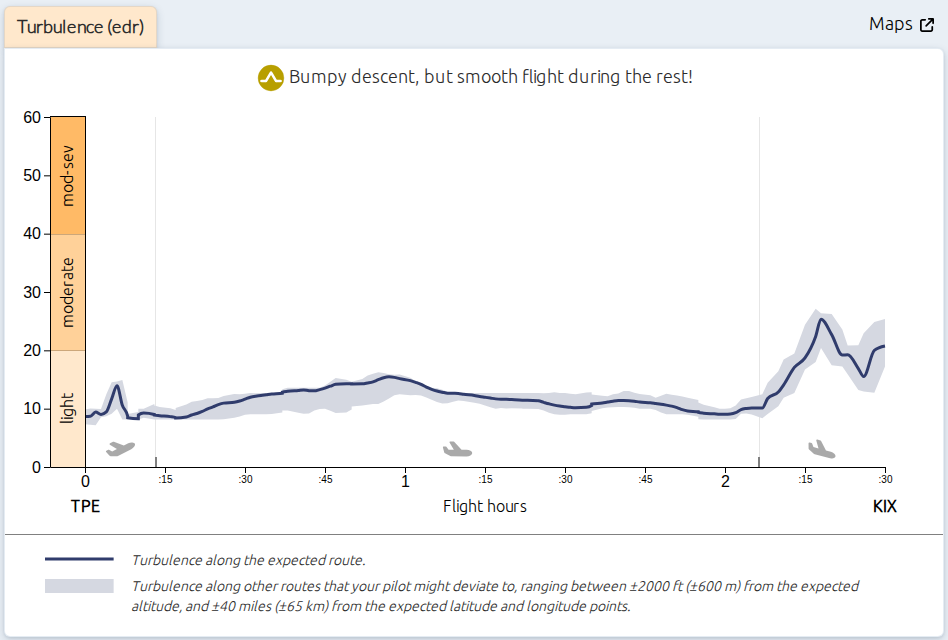 Turbulence (edr)
Maps
Bumpy descent, but smooth flight during the rest!
60
50
40
30
20
10
0
mod-sev
moderate
light
0 :15 :30 :45 1 :15 :30 :45 2 :15 :30
TPE Flight hours KIX
Turbulence along the expected route.
Turbulence along other routes that your pilot might deviate to, ranging between ±2000 ft (±600 m) from the expected
altitude, and ±40 miles (±65 km) from the expected latitude and longitude points.